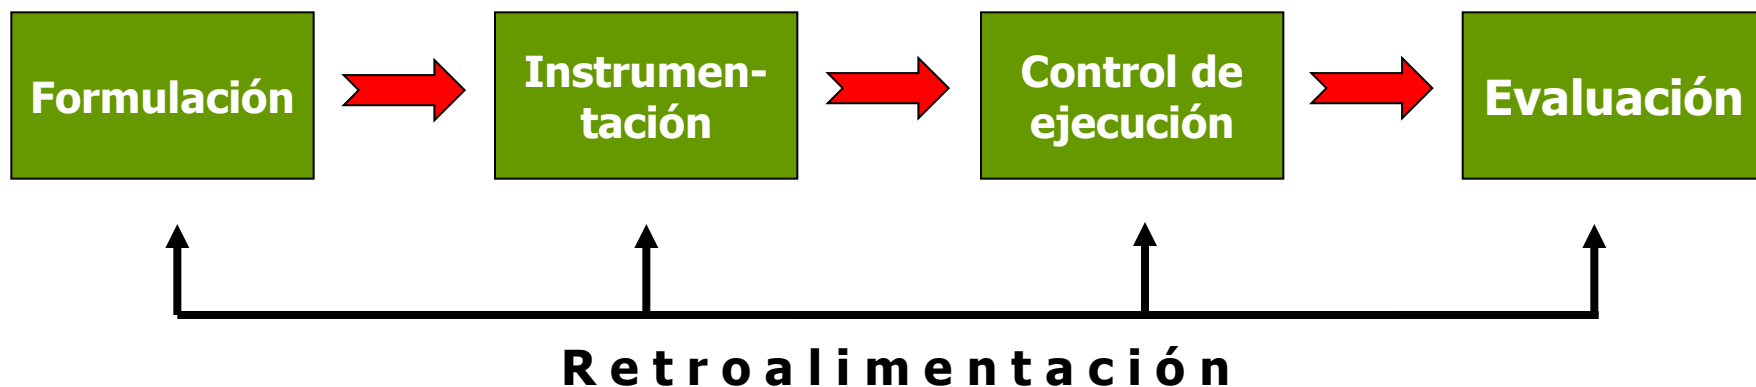 Formulación
Instrumen-
tación
Control de
ejecución
Evaluación
Retroalimentación